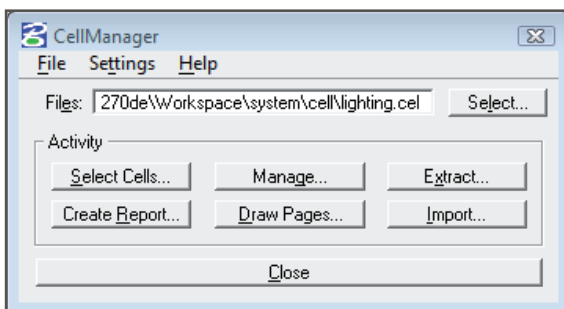 CellManager
File Settings Help
Files: 270de\Workspace\system\cell\lighting.cel Select...
Activity
Select Cells... Manage... Extract...
Create Report... Draw Pages... Import...
Close